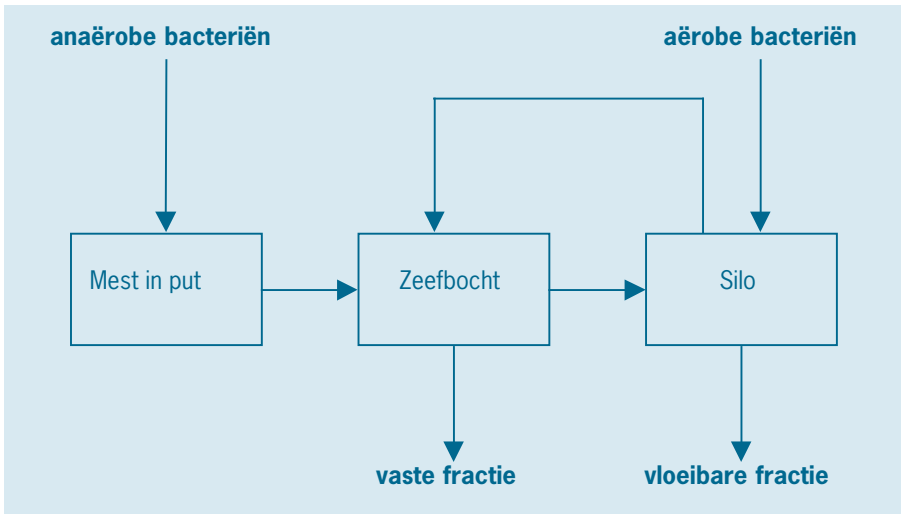 anaërobe bacteriën
aërobe bacteriën
Mest in put
Zeefbocht
Silo
vaste fractie
vloeibare fractie